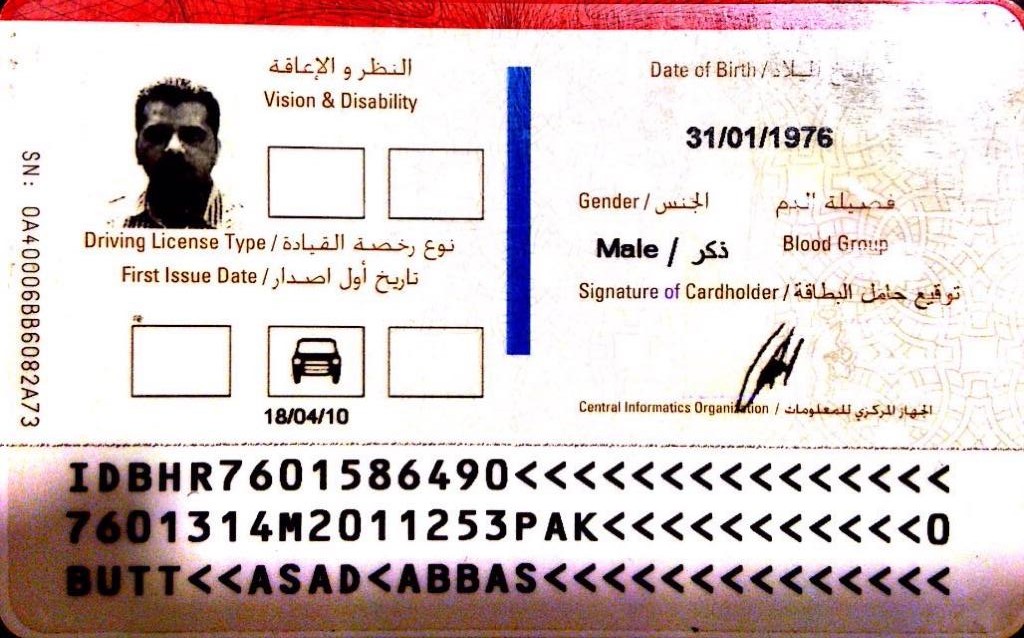 النظر و الإعاقة
Vision & Disability
SN: 0A40006BB6082A73
Driving License Type / نوع رخصة القيادة
First Issue Date / تاريخ أول اصدار
18/04/10
Date of Birth / تاريخ الميلاد
31/01/1976
Gender / الجنس
Male / ذكر
فصيلة الدم
Blood Group
Signature of Cardholder / توقيع حامل البطاقة
Central Informatics Organization / الجهاز المركزي للمعلومات
IDBHR7601586490<<<<<<<<<<<<<<<
7601314M2011253PAK<<<<<<<<<<<0
BUTT<<ASAD<ABBAS<<<<<<<<<<<<<<